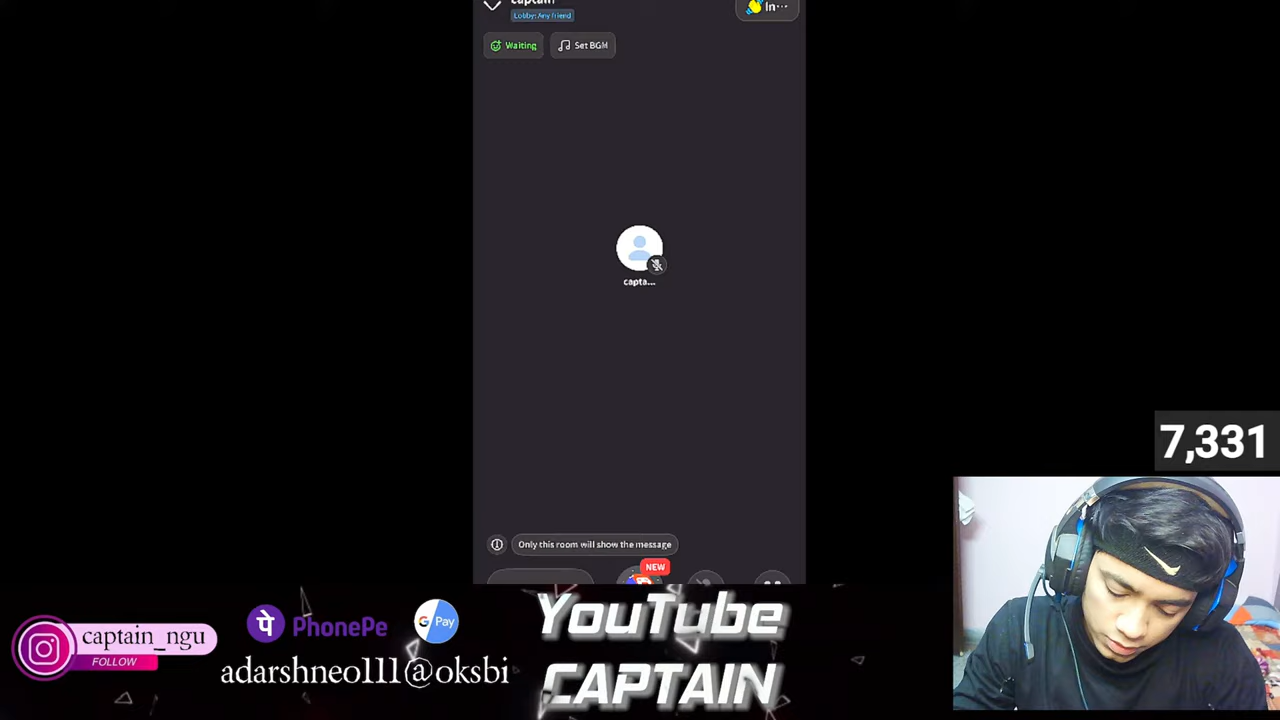 captain
Lobby: Any friend
In...
Waiting
Set BGM
capta...
7,331
Only this room will show the message
NEW
captain_ngu
FOLLOW
पे PhonePe
G Pay
adarshneo111@oksbi
YouTube
CAPTAIN